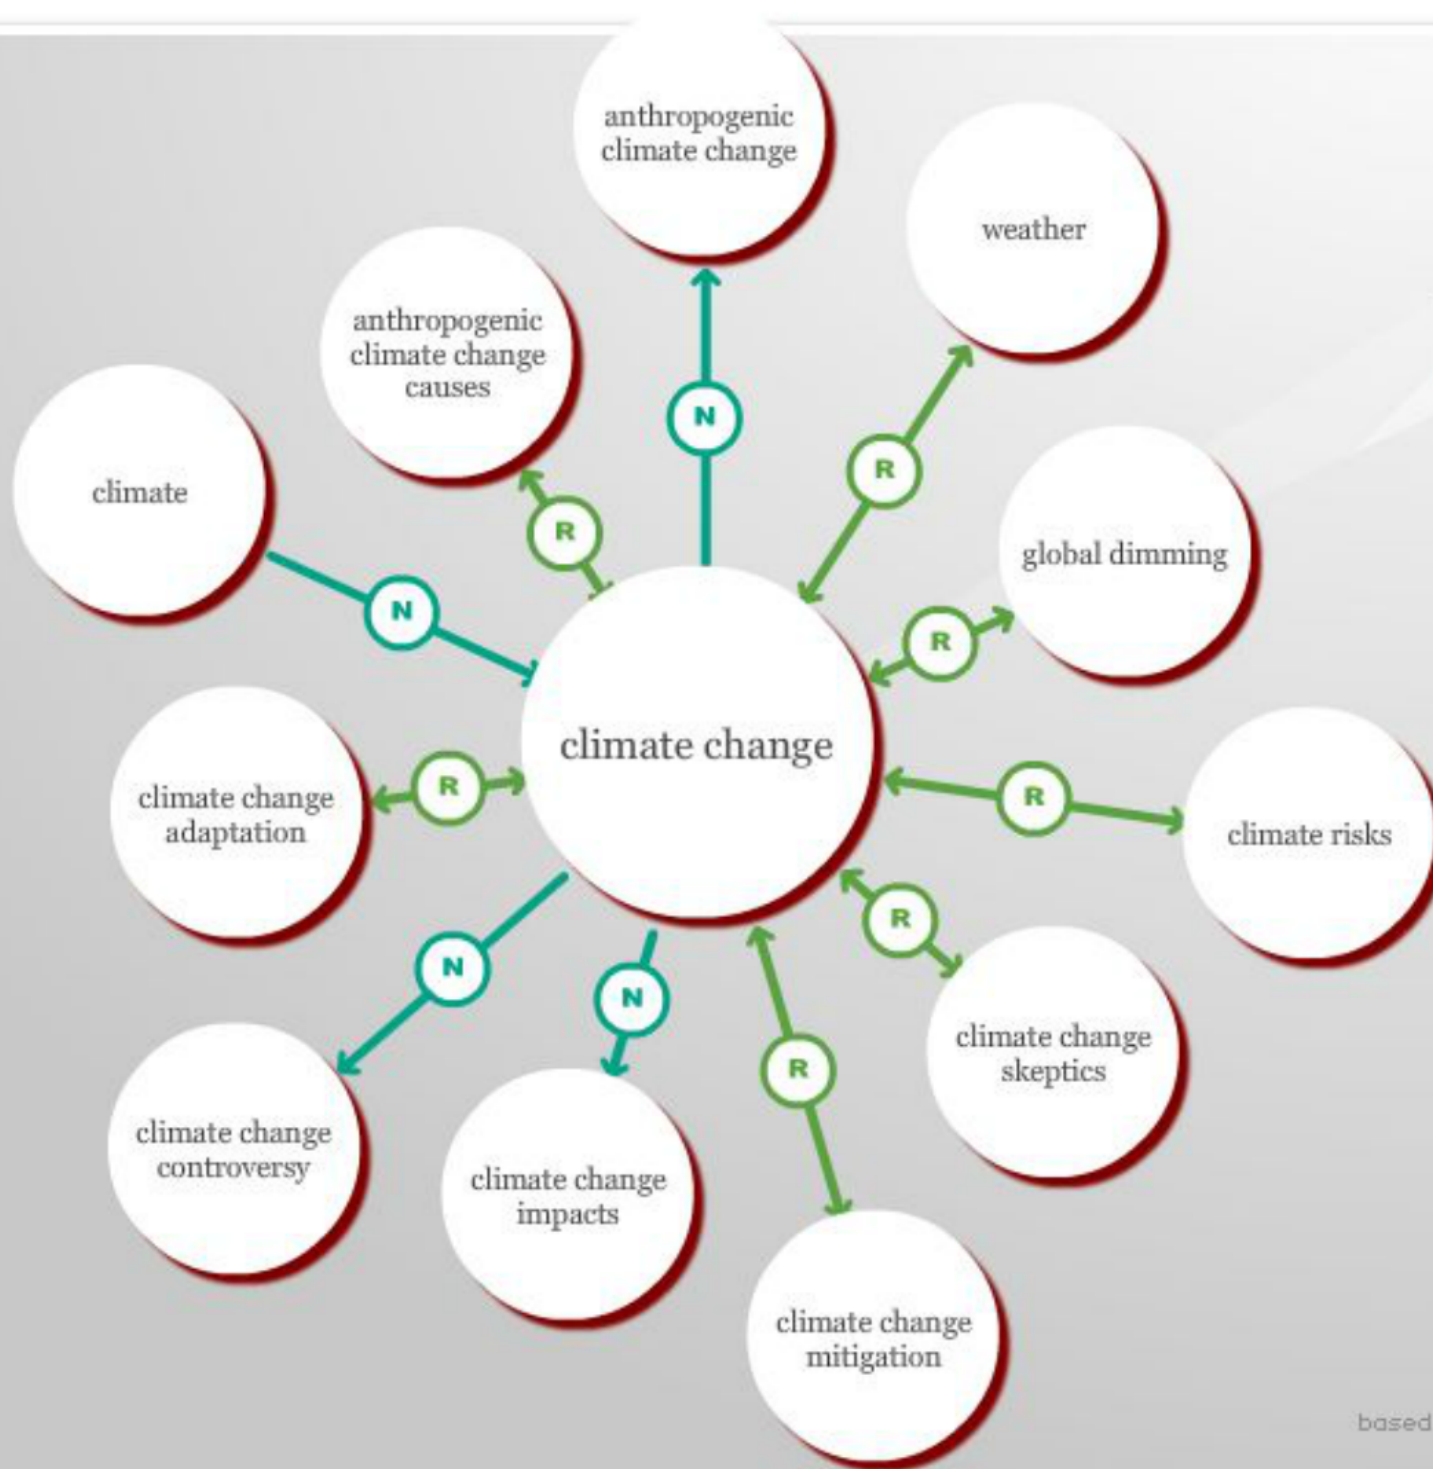 anthropogenic
climate change
weather
anthropogenic
climate change
causes
N
R
climate
R
global dimming
N
R
climate change
R
climate change
adaptation
R
climate risks
R
N
N
climate change
skeptics
R
climate change
controversy
climate change
impacts
climate change
mitigation
based